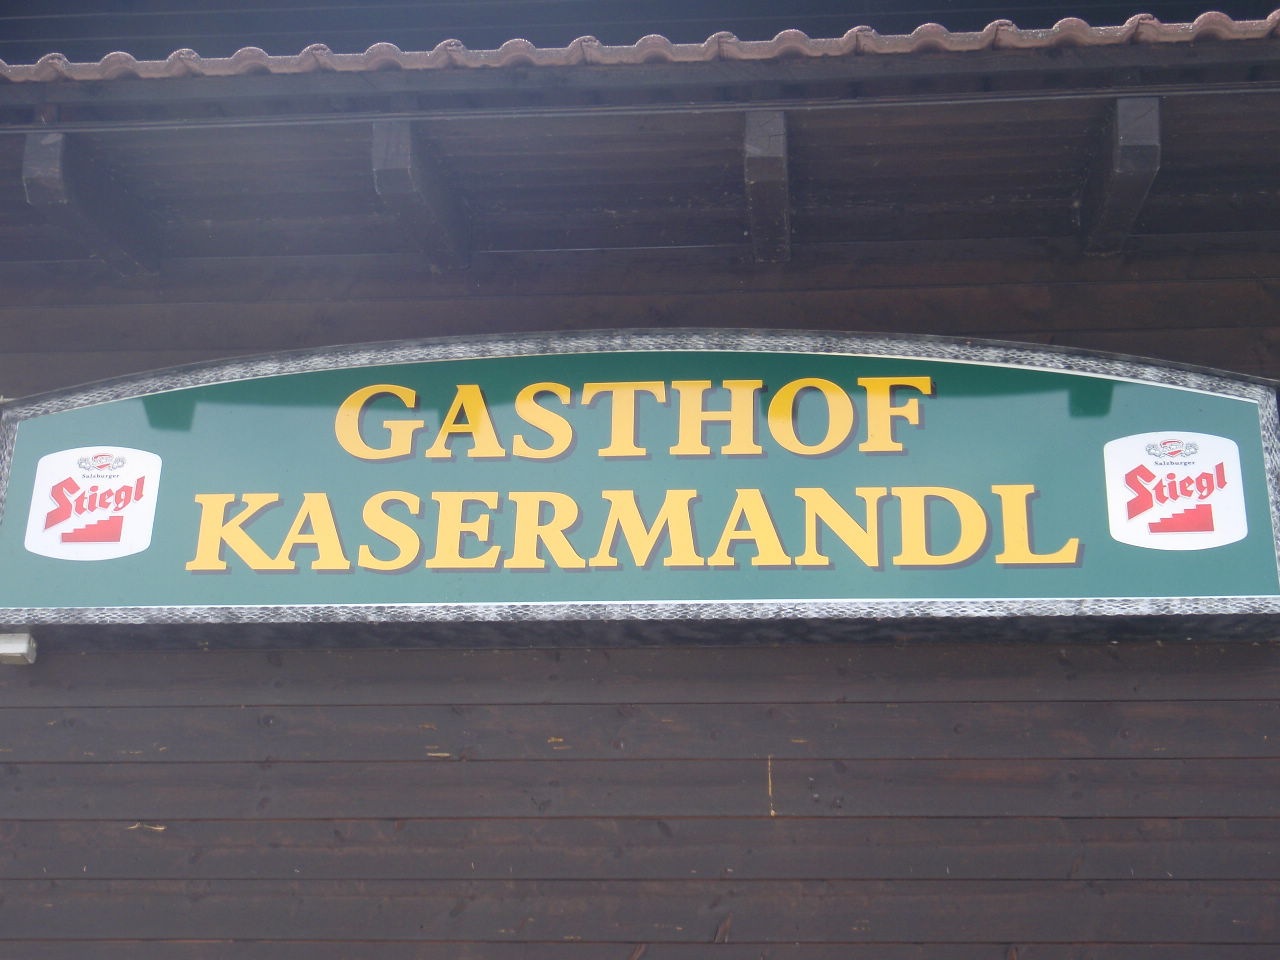 GASTHOF
KASERMANDL
Salzburger
Stiegl
Salzburger
Stiegl